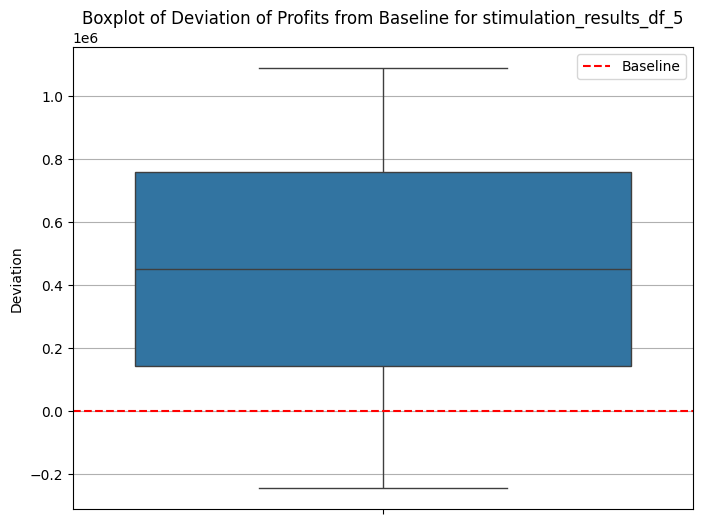 Boxplot of Deviation of Profits from Baseline for stimulation_results_df_5
1e6
Baseline
1.0
0.8
0.6
0.4
0.2
0.0
−0.2
Deviation